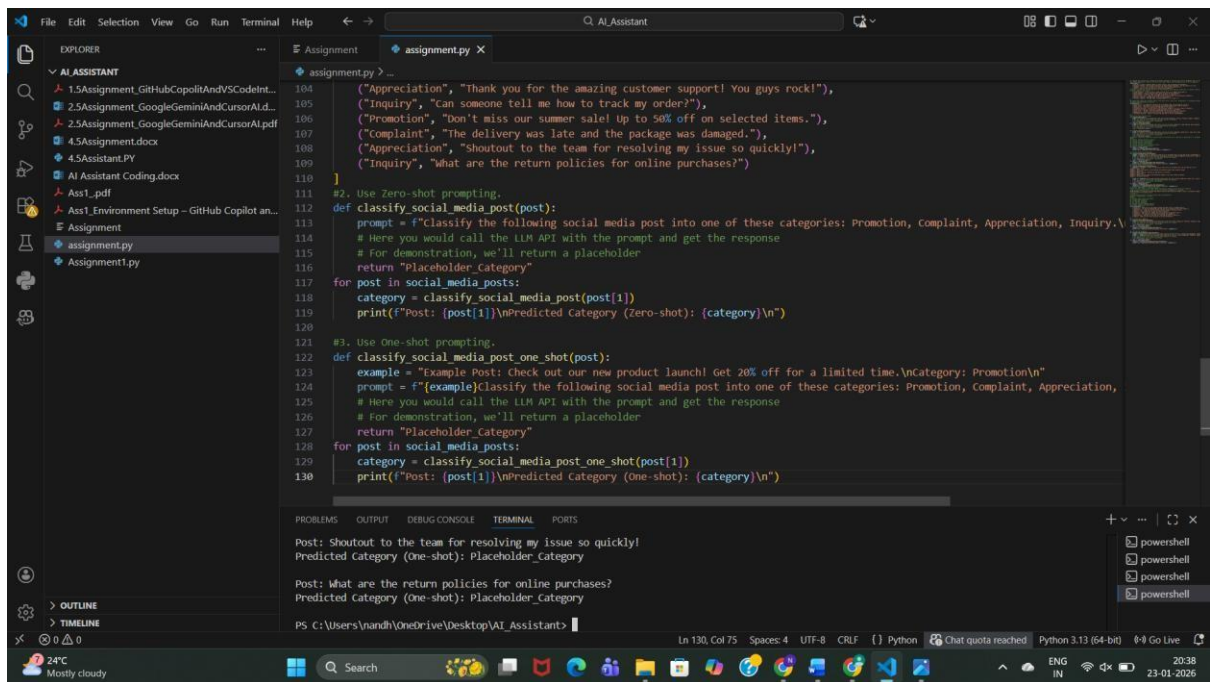 File Edit Selection View Go Run Terminal Help
AI_Assistant
EXPLORER
AI_ASSISTANT
1.5Assignment_GitHubCopolitAndVSCodeInt...
2.5Assignment_GoogleGeminiAndCursorAI.d...
2.5Assignment_GoogleGeminiAndCursorAI.pdf
4.5Assignment.docx
4.5Assistant.PY
AI Assistant Coding.docx
Ass1_.pdf
Ass1_Environment Setup – GitHub Copilot an...
Assignment
assignment.py
Assignment1.py
OUTLINE
TIMELINE
Assignment assignment.py
assignment.py > ...
104 ("Appreciation", "Thank you for the amazing customer support! You guys rock!"),
105 ("Inquiry", "Can someone tell me how to track my order?"),
106 ("Promotion", "Don't miss our summer sale! Up to 50% off on selected items."),
107 ("Complaint", "The delivery was late and the package was damaged."),
108 ("Appreciation", "Shoutout to the team for resolving my issue so quickly!"),
109 ("Inquiry", "What are the return policies for online purchases?")
110 ]
111 #2. Use Zero-shot prompting.
112 def classify_social_media_post(post):
113 prompt = f"Classify the following social media post into one of these categories: Promotion, Complaint, Appreciation, Inquiry.\
114 # Here you would call the LLM API with the prompt and get the response
115 # For demonstration, we'll return a placeholder
116 return "Placeholder_Category"
117 for post in social_media_posts:
118 category = classify_social_media_post(post[1])
119 print(f"Post: {post[1]}\nPredicted Category (Zero-shot): {category}\n")
120
121 #3. Use One-shot prompting.
122 def classify_social_media_post_one_shot(post):
123 example = "Example Post: Check out our new product launch! Get 20% off for a limited time.\nCategory: Promotion\n"
124 prompt = f"{example}Classify the following social media post into one of these categories: Promotion, Complaint, Appreciation,
125 # Here you would call the LLM API with the prompt and get the response
126 # For demonstration, we'll return a placeholder
127 return "Placeholder_Category"
128 for post in social_media_posts:
129 category = classify_social_media_post_one_shot(post[1])
130 print(f"Post: {post[1]}\nPredicted Category (One-shot): {category}\n")
PROBLEMS OUTPUT DEBUG CONSOLE TERMINAL PORTS
Post: Shoutout to the team for resolving my issue so quickly!
Predicted Category (One-shot): Placeholder_Category
Post: What are the return policies for online purchases?
Predicted Category (One-shot): Placeholder_Category
PS C:\Users\nandh\OneDrive\Desktop\AI_Assistant>
powershell
powershell
powershell
powershell
0 0 Ln 130, Col 75 Spaces: 4 UTF-8 CRLF {} Python Chat quota reached Python 3.13 (64-bit) Go Live
24°C
Mostly cloudy
Search
ENG
IN
20:38
23-01-2026